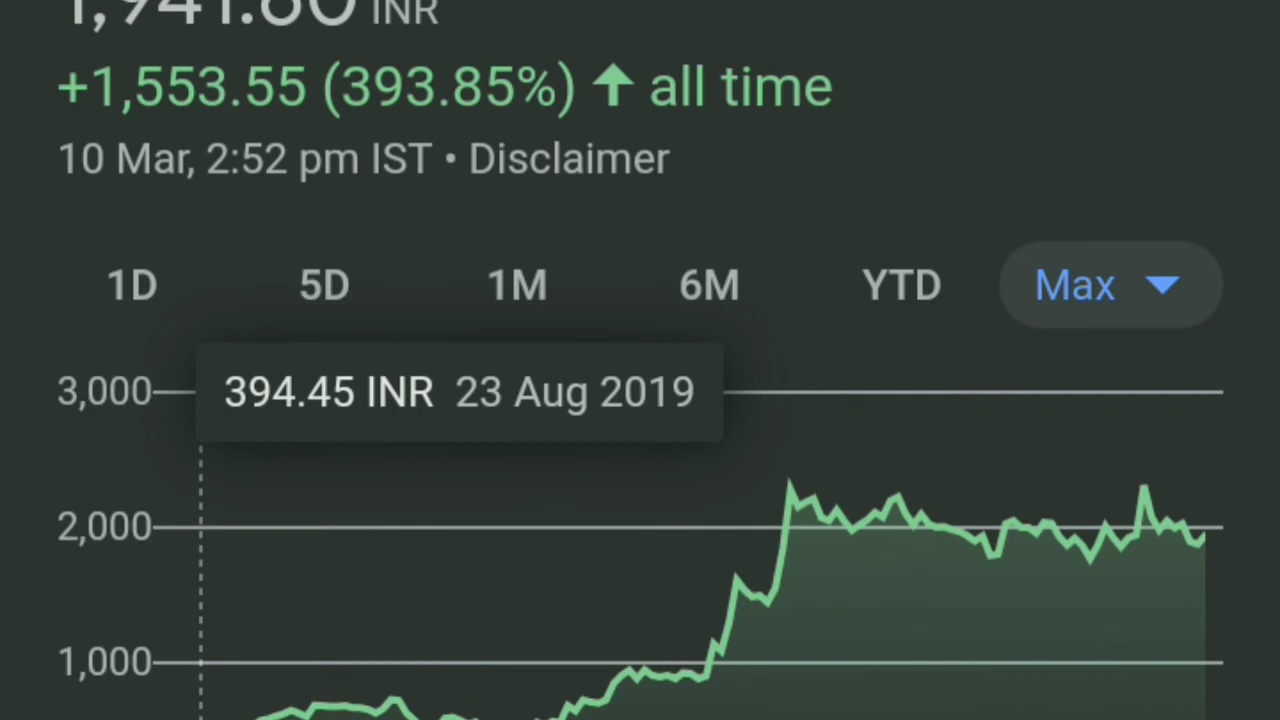 INR
+1,553.55 (393.85%) ↑ all time
10 Mar, 2:52 pm IST • Disclaimer
1D 5D 1M 6M YTD Max
3,000 394.45 INR 23 Aug 2019
2,000
1,000